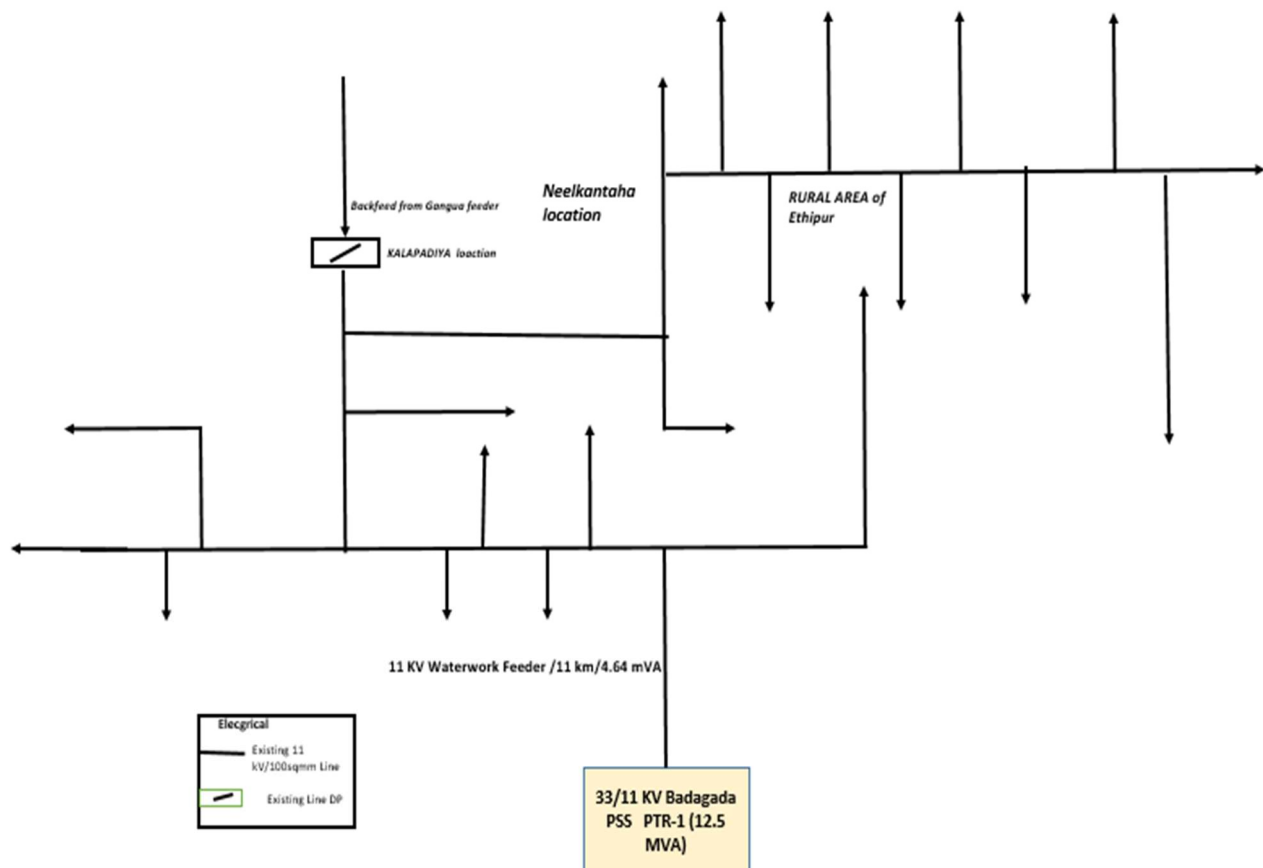 Backfeed from Gangua feeder
KALAPADIYA loaction
Neelkantaha
location
RURAL AREA of
Ethipur
11 KV Waterwork Feeder /11 km/4.64 mVA
Elecgrical
Existing 11
kV/100sqmm Line
Existing Line DP
33/11 KV Badagada
PSS PTR-1 (12.5
MVA)